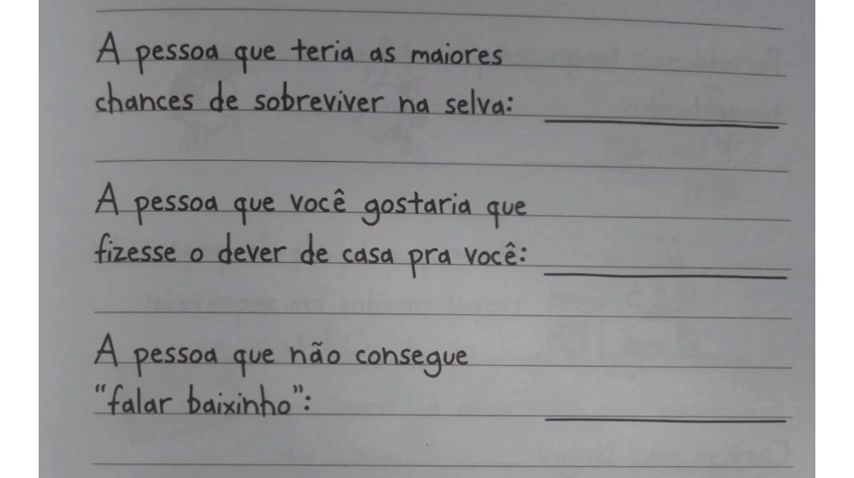 A pessoa que teria as maiores
chances de sobreviver na selva:
A pessoa que você gostaria que
fizesse o dever de casa pra você:
A pessoa que não consegue
"falar baixinho":